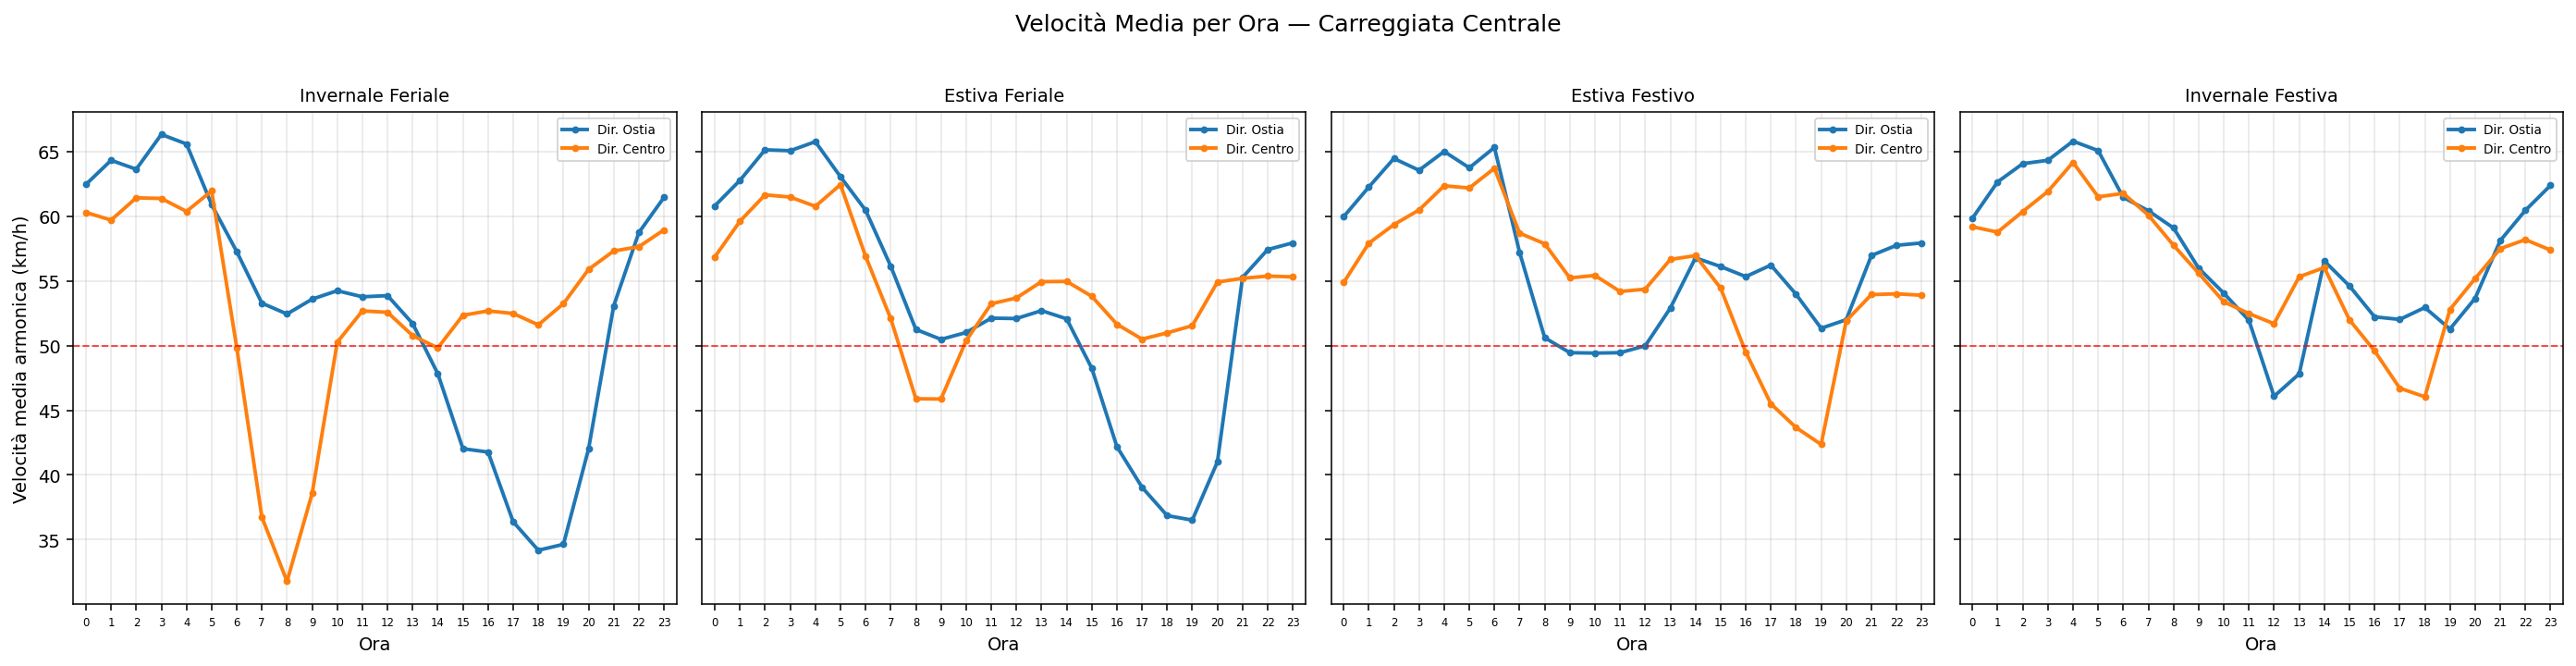 Velocità Media per Ora — Carreggiata Centrale
Invernale Feriale
Estiva Feriale
Estiva Festivo
Invernale Festiva
Velocità media armonica (km/h)
65
60
55
50
45
40
35
Dir. Ostia
Dir. Centro
Dir. Ostia
Dir. Centro
Dir. Ostia
Dir. Centro
Dir. Ostia
Dir. Centro
0 1 2 3 4 5 6 7 8 9 10 11 12 13 14 15 16 17 18 19 20 21 22 23
0 1 2 3 4 5 6 7 8 9 10 11 12 13 14 15 16 17 18 19 20 21 22 23
0 1 2 3 4 5 6 7 8 9 10 11 12 13 14 15 16 17 18 19 20 21 22 23
0 1 2 3 4 5 6 7 8 9 10 11 12 13 14 15 16 17 18 19 20 21 22 23
Ora
Ora
Ora
Ora